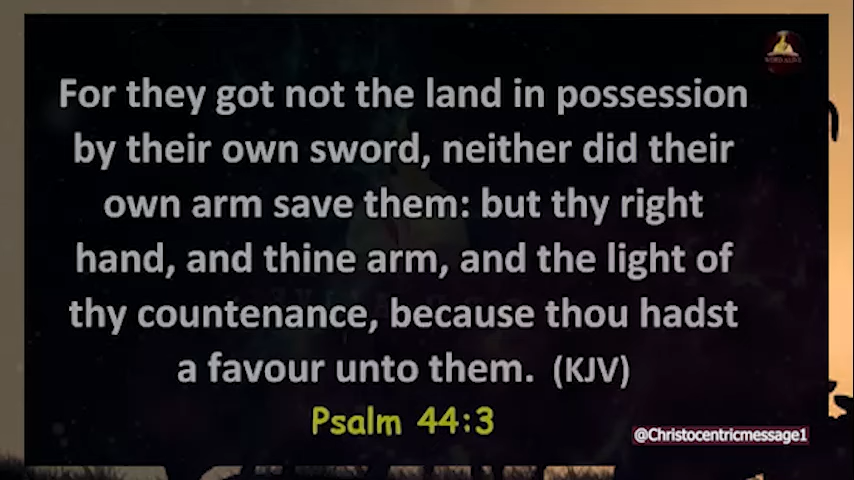 For they got not the land in possession
by their own sword, neither did their
own arm save them: but thy right
hand, and thine arm, and the light of
thy countenance, because thou hadst
a favour unto them. (KJV)
Psalm 44:3
@Christocentricmessage1